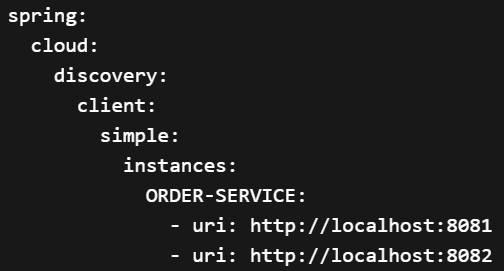 spring:
  cloud:
    discovery:
      client:
        simple:
          instances:
            ORDER-SERVICE:
              - uri: http://localhost:8081
              - uri: http://localhost:8082